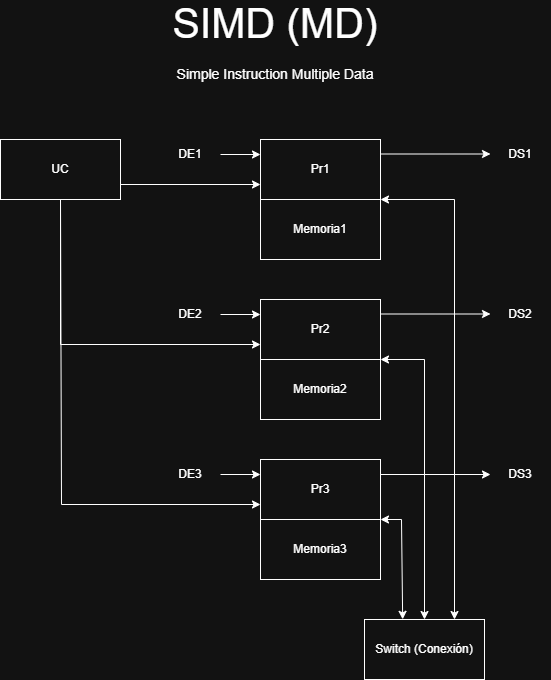 SIMD (MD)
Simple Instruction Multiple Data
UC
DE1
Pr1
DS1
Memoria1
DE2
Pr2
DS2
Memoria2
DE3
Pr3
DS3
Memoria3
Switch (Conexión)